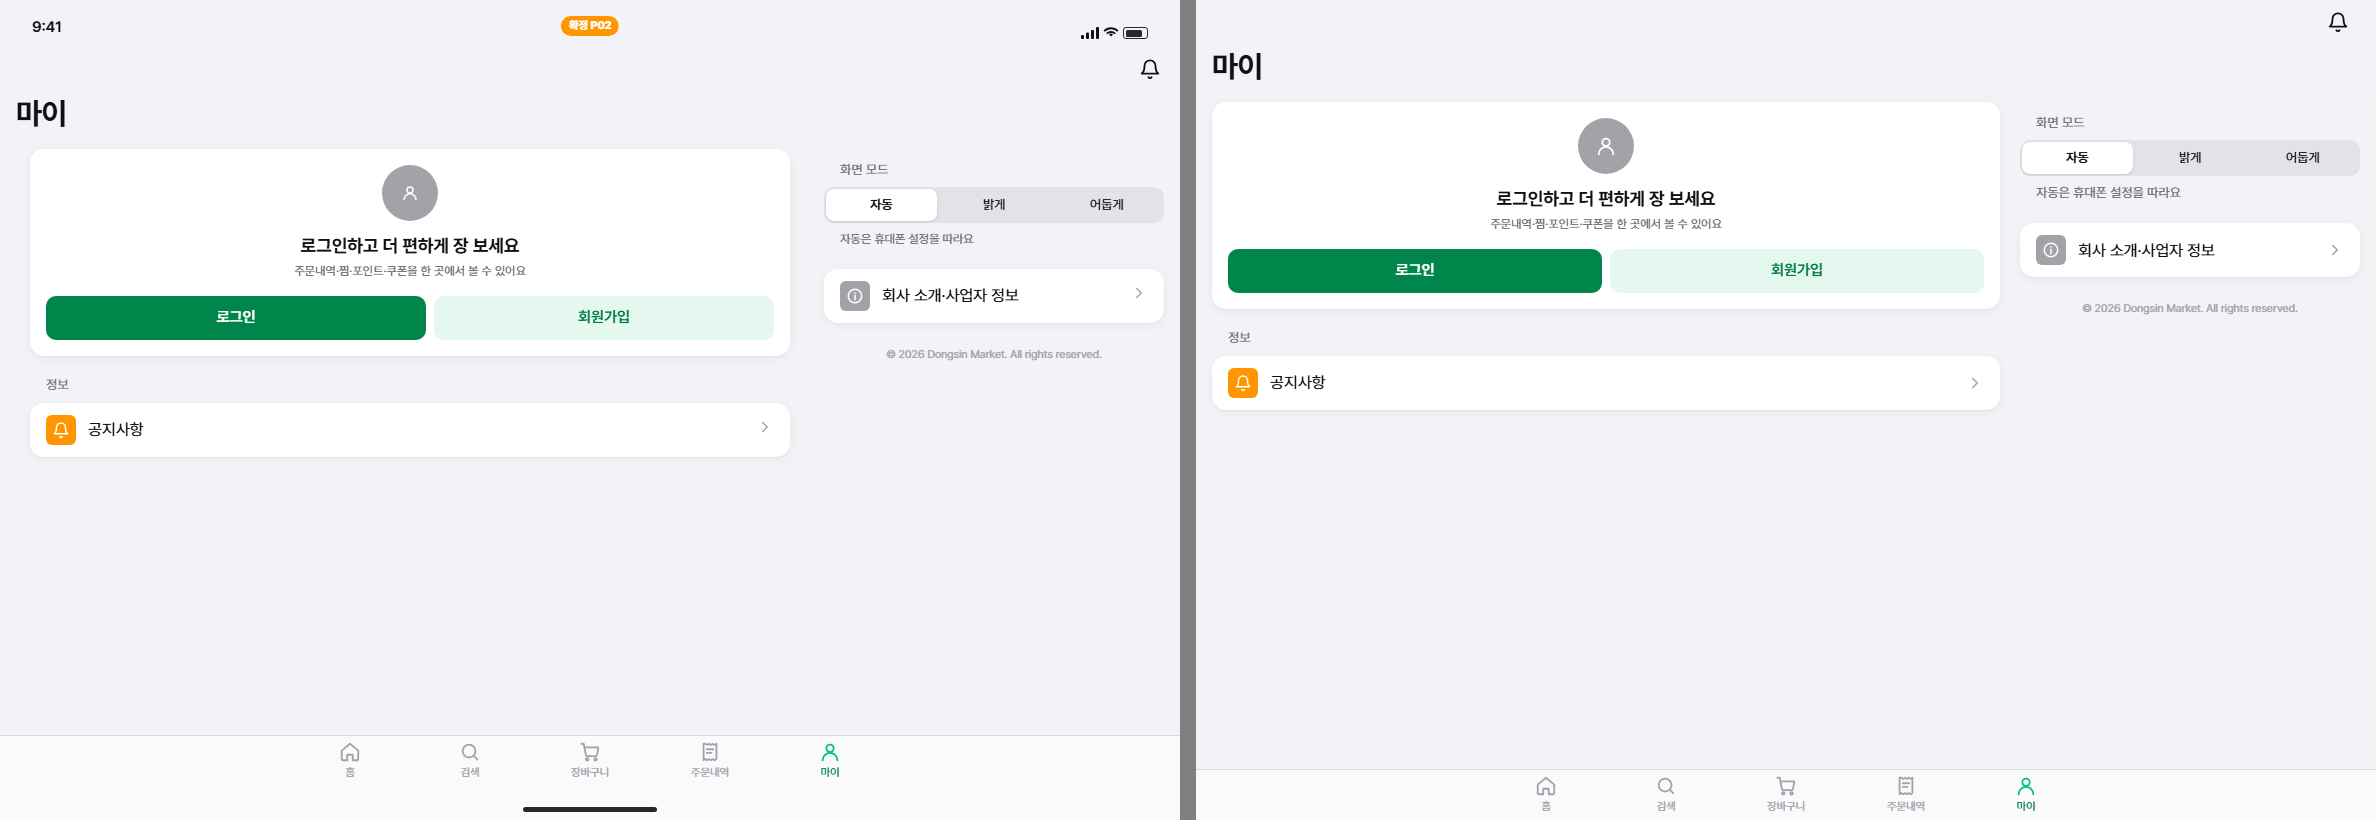 9:41
확정 P02
마이
로그인하고 더 편하게 장 보세요
주문내역·찜·포인트·쿠폰을 한 곳에서 볼 수 있어요
로그인
회원가입
정보
공지사항
화면 모드
자동
밝게
어둡게
자동은 휴대폰 설정을 따라요
회사 소개·사업자 정보
© 2026 Dongsin Market. All rights reserved.
홈
검색
장바구니
주문내역
마이
마이
로그인하고 더 편하게 장 보세요
주문내역·찜·포인트·쿠폰을 한 곳에서 볼 수 있어요
로그인
회원가입
정보
공지사항
화면 모드
자동
밝게
어둡게
자동은 휴대폰 설정을 따라요
회사 소개·사업자 정보
© 2026 Dongsin Market. All rights reserved.
홈
검색
장바구니
주문내역
마이